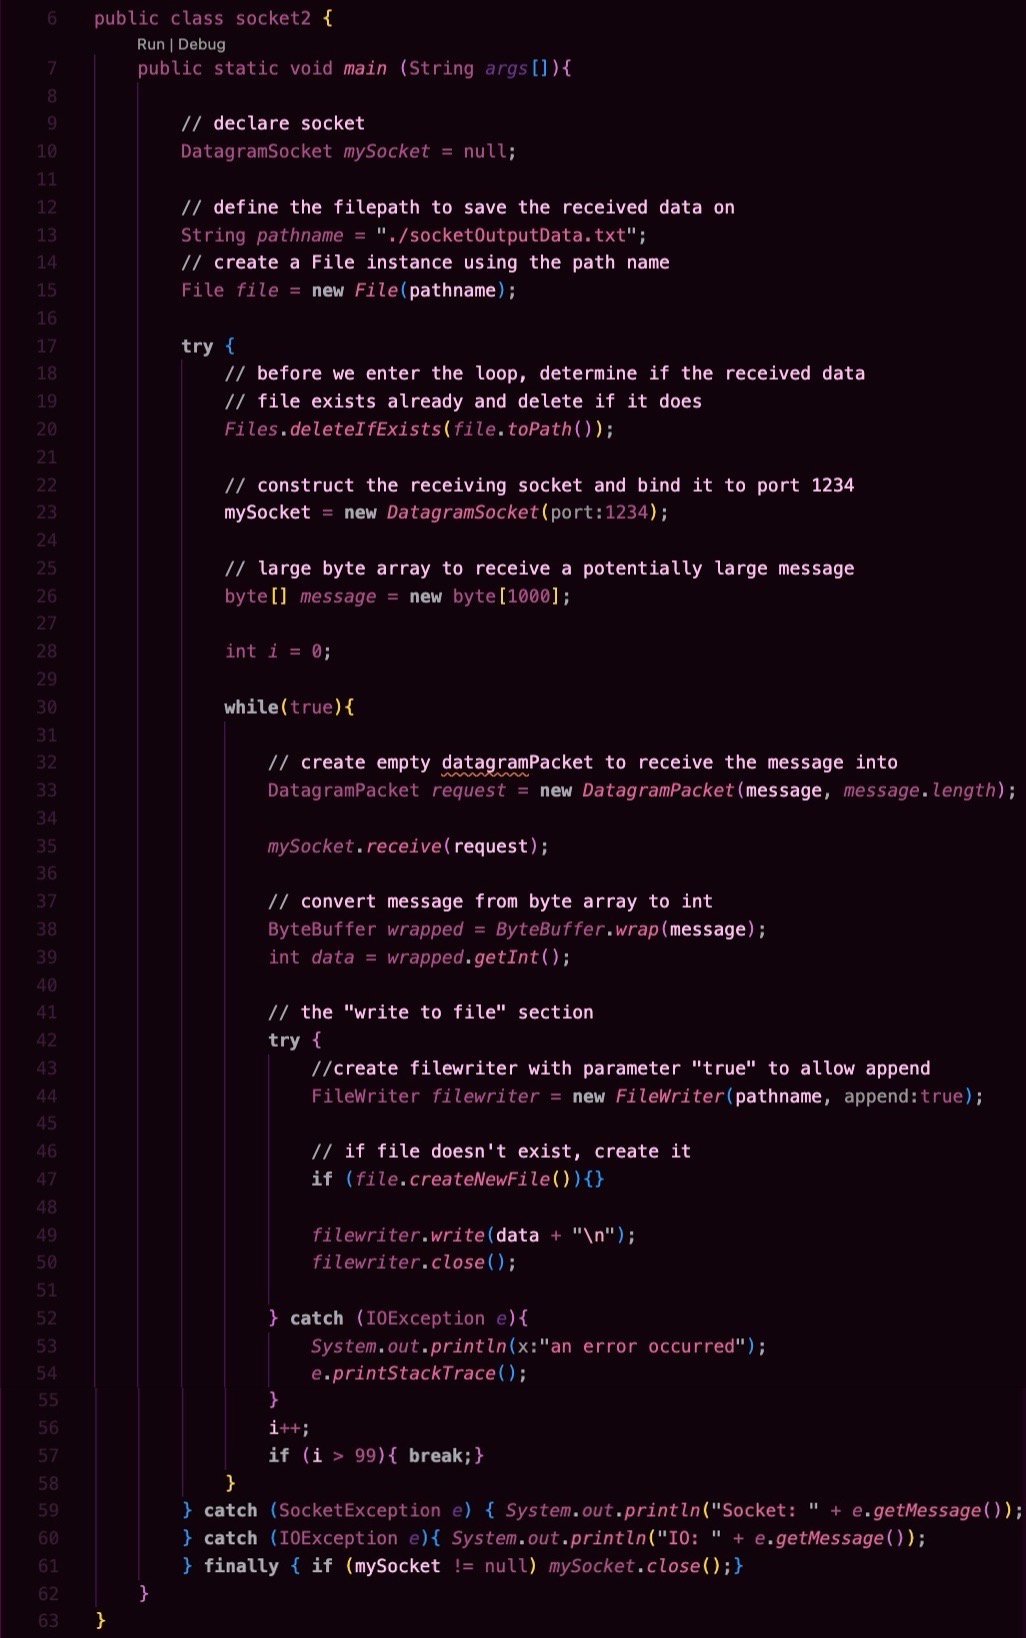 6 public class socket2 {
Run | Debug
7 public static void main (String args[]){
8
9 // declare socket
10 DatagramSocket mySocket = null;
11
12 // define the filepath to save the received data on
13 String pathname = "./socketOutputData.txt";
14 // create a File instance using the path name
15 File file = new File(pathname);
16
17 try {
18 // before we enter the loop, determine if the received data
19 // file exists already and delete if it does
20 Files.deleteIfExists(file.toPath());
21
22 // construct the receiving socket and bind it to port 1234
23 mySocket = new DatagramSocket(port:1234);
24
25 // large byte array to receive a potentially large message
26 byte[] message = new byte[1000];
27
28 int i = 0;
29
30 while(true){
31
32 // create empty datagramPacket to receive the message into
33 DatagramPacket request = new DatagramPacket(message, message.length);
34
35 mySocket.receive(request);
36
37 // convert message from byte array to int
38 ByteBuffer wrapped = ByteBuffer.wrap(message);
39 int data = wrapped.getInt();
40
41 // the "write to file" section
42 try {
43 //create filewriter with parameter "true" to allow append
44 FileWriter filewriter = new FileWriter(pathname, append:true);
45
46 // if file doesn't exist, create it
47 if (file.createNewFile()){}
48
49 filewriter.write(data + "\n");
50 filewriter.close();
51
52 } catch (IOException e){
53 System.out.println(x:"an error occurred");
54 e.printStackTrace();
55 }
56 i++;
57 if (i > 99){ break;}
58 }
59 } catch (SocketException e) { System.out.println("Socket: " + e.getMessage());
60 } catch (IOException e){ System.out.println("IO: " + e.getMessage());
61 } finally { if (mySocket != null) mySocket.close();}
62 }
63 }